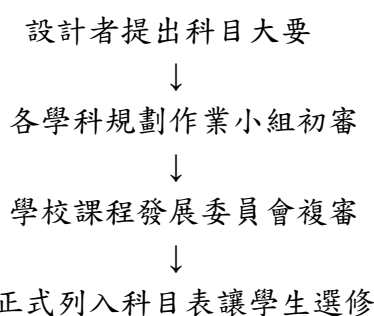 設計者提出科目大要
↓
各學科規劃作業小組初審
↓
學校課程發展委員會複審
↓
正式列入科目表讓學生選修